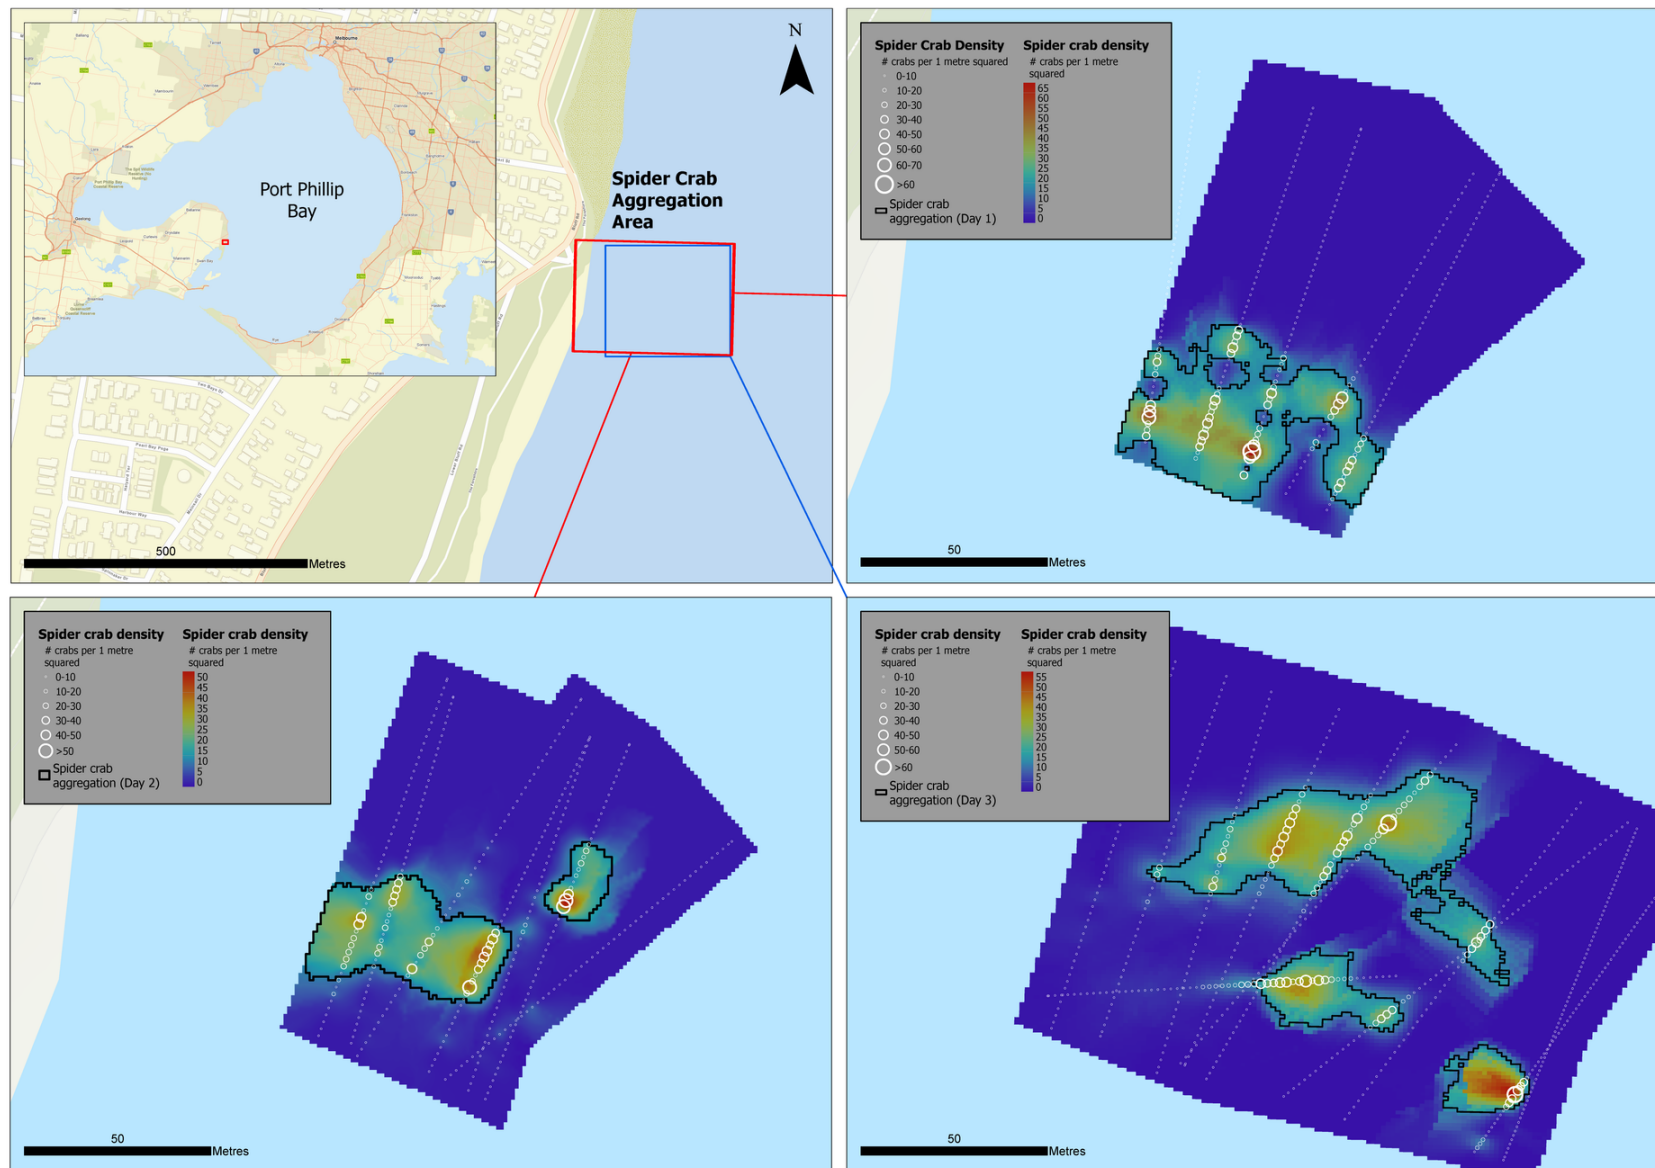 Melbourne
Geelong
Port Phillip
Bay
N
Spider Crab
Aggregation
Area
500
Metres
Spider Crab Density
# crabs per 1 metre squared
0-10
10-20
20-30
30-40
40-50
50-60
60-70
>60
Spider crab
aggregation (Day 1)
Spider crab density
# crabs per 1 metre
squared
65
60
55
50
45
40
35
30
25
20
15
10
5
0
50
Metres
Spider crab density
# crabs per 1 metre
squared
0-10
10-20
20-30
30-40
40-50
>50
Spider crab
aggregation (Day 2)
Spider crab density
# crabs per 1 metre
squared
50
45
40
35
30
25
20
15
10
5
0
50
Metres
Spider crab density
# crabs per 1 metre
squared
0-10
10-20
20-30
30-40
40-50
50-60
>60
Spider crab
aggregation (Day 3)
Spider crab density
# crabs per 1 metre
squared
55
50
45
40
35
30
25
20
15
10
5
0
50
Metres